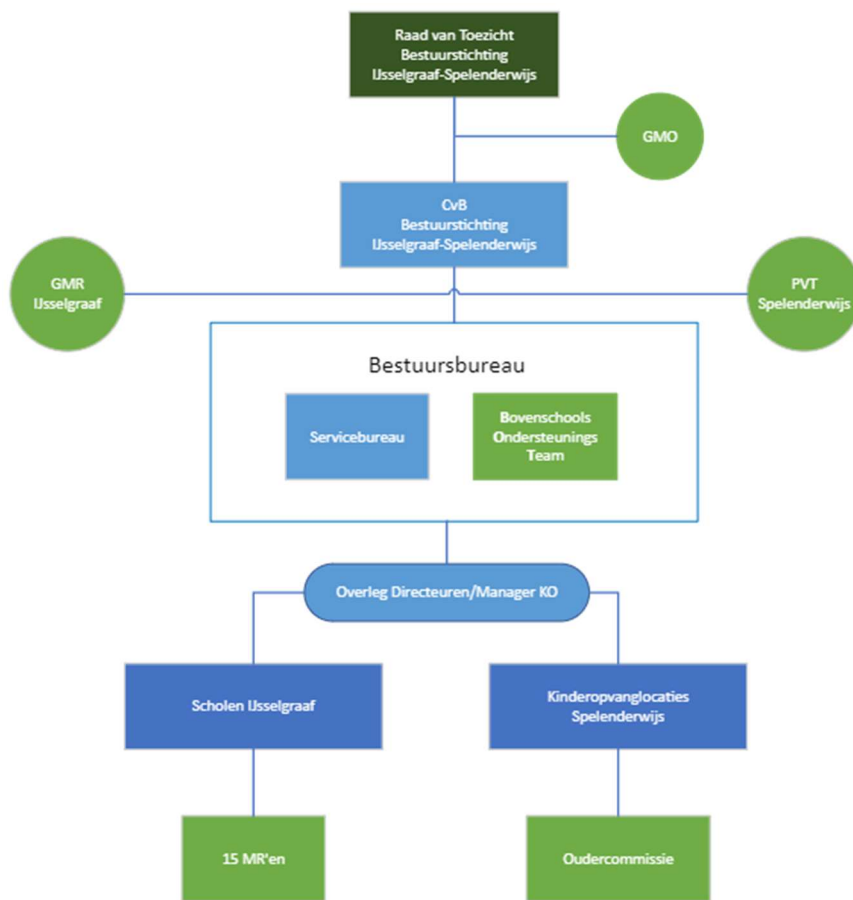 Raad van Toezicht
Bestuurstichting
IJsselgraaf-Spelenderwijs
GMO
CvB
Bestuurstichting
IJsselgraaf-Spelenderwijs
GMR
IJsselgraaf
PVT
Spelenderwijs
Bestuursbureau
Servicebureau
Bovenschools
Ondersteunings
Team
Overleg Directeuren/Manager KO
Scholen IJsselgraaf
Kinderopvanglocaties
Spelenderwijs
15 MR'en
Oudercommissie